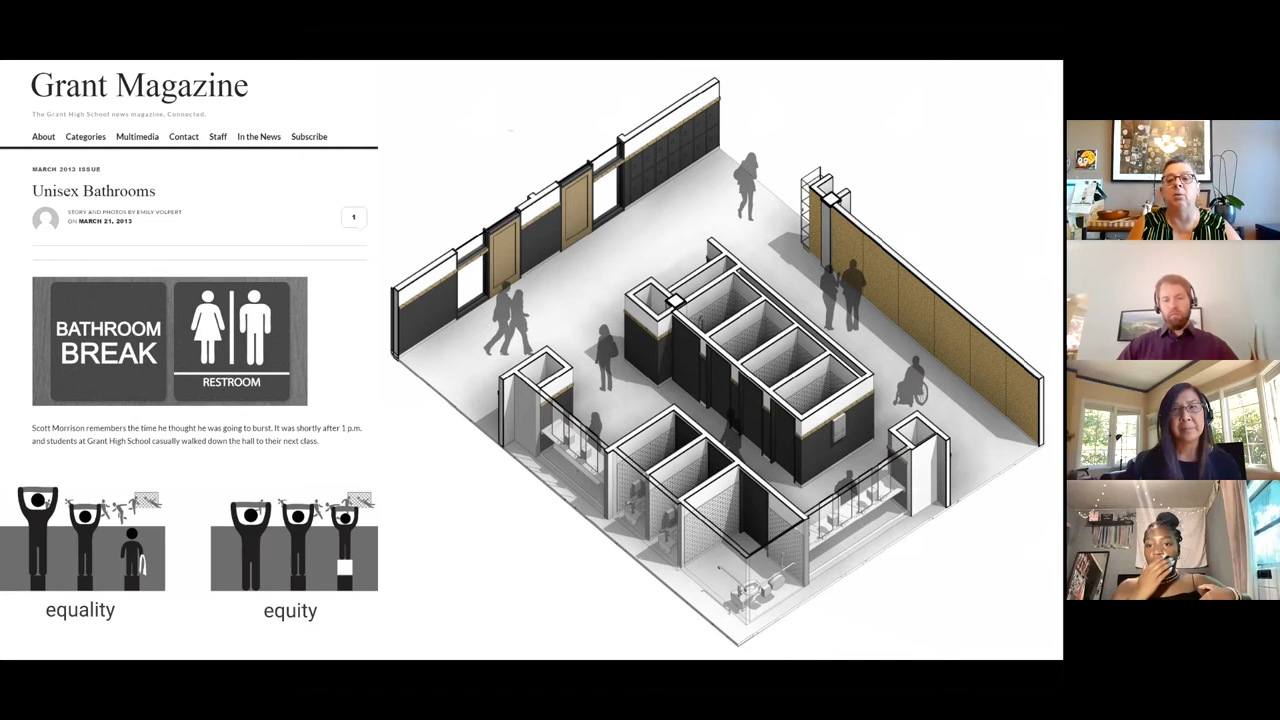 Grant Magazine
The Grant High School news magazine. Connected.
About Categories Multimedia Contact Staff In the News Subscribe
MARCH 2013 ISSUE
Unisex Bathrooms
STORY AND PHOTOS BY EMILY VOLPERT
ON MARCH 21, 2013
1
BATHROOM
BREAK
RESTROOM
Scott Morrison remembers the time he thought he was going to burst. It was shortly after 1 p.m.
and students at Grant High School casually walked down the hall to their next class.
equality
equity